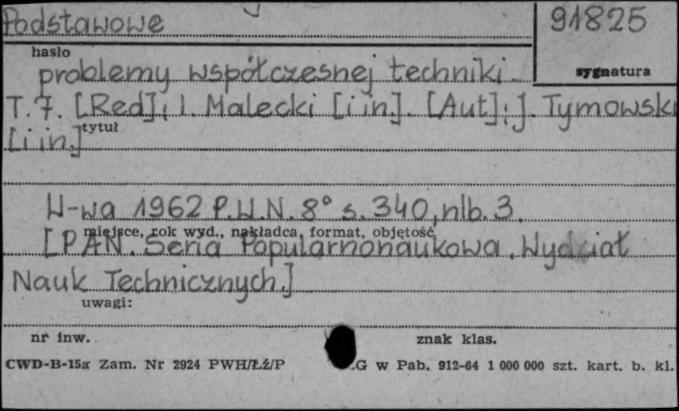 Podstawowe
91825
hasło
sygnatura
problemy współczesnej techniki.
T. 7. [Red]: I. Malecki [i in.]. [Aut]: J. Tymowski
tytuł
[i in.]
W-wa 1962 P.W.N. 8° s. 340, nlb. 3.
miejsce, rok wyd., nakładca, format, objętość
[PAN. Seria Popularnonaukowa. Wydział
Nauk Technicznych.]
uwagi:
nr inw. znak klas.
CWD-B-15a Zam. Nr 2924 PWH/Łź/P .G w Pab. 912-64 1 000 000 szt. kart. b. kl.